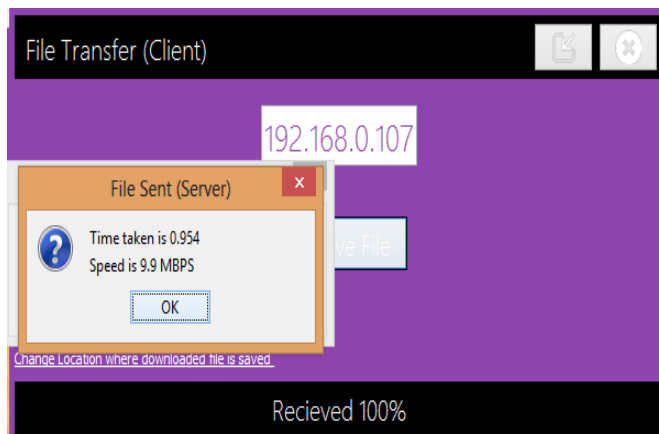 File Transfer (Client)
192.168.0.107
File Sent (Server)
x
Time taken is 0.954
Speed is 9.9 MBPS
OK
File
Change Location where downloaded file is saved
Recieved 100%